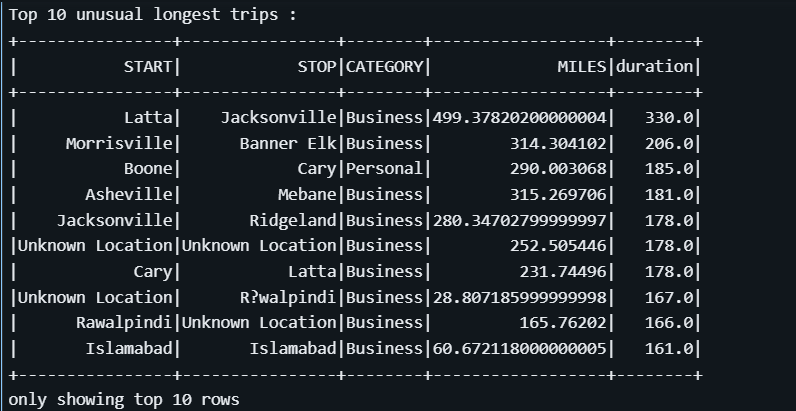 Top 10 unusual longest trips :
+----------------+----------------+--------+------------------+--------+
|           START|            STOP|CATEGORY|             MILES|duration|
+----------------+----------------+--------+------------------+--------+
|           Latta|    Jacksonville|Business|499.37820200000004|   330.0|
|     Morrisville|      Banner Elk|Business|        314.304102|   206.0|
|           Boone|            Cary|Personal|        290.003068|   185.0|
|       Asheville|          Mebane|Business|        315.269706|   181.0|
|    Jacksonville|       Ridgeland|Business|280.34702799999997|   178.0|
|Unknown Location|Unknown Location|Business|        252.505446|   178.0|
|            Cary|           Latta|Business|         231.74496|   178.0|
|Unknown Location|      R?walpindi|Business|28.807185999999998|   167.0|
|      Rawalpindi|Unknown Location|Business|         165.76202|   166.0|
|       Islamabad|       Islamabad|Business|60.672118000000005|   161.0|
+----------------+----------------+--------+------------------+--------+
only showing top 10 rows